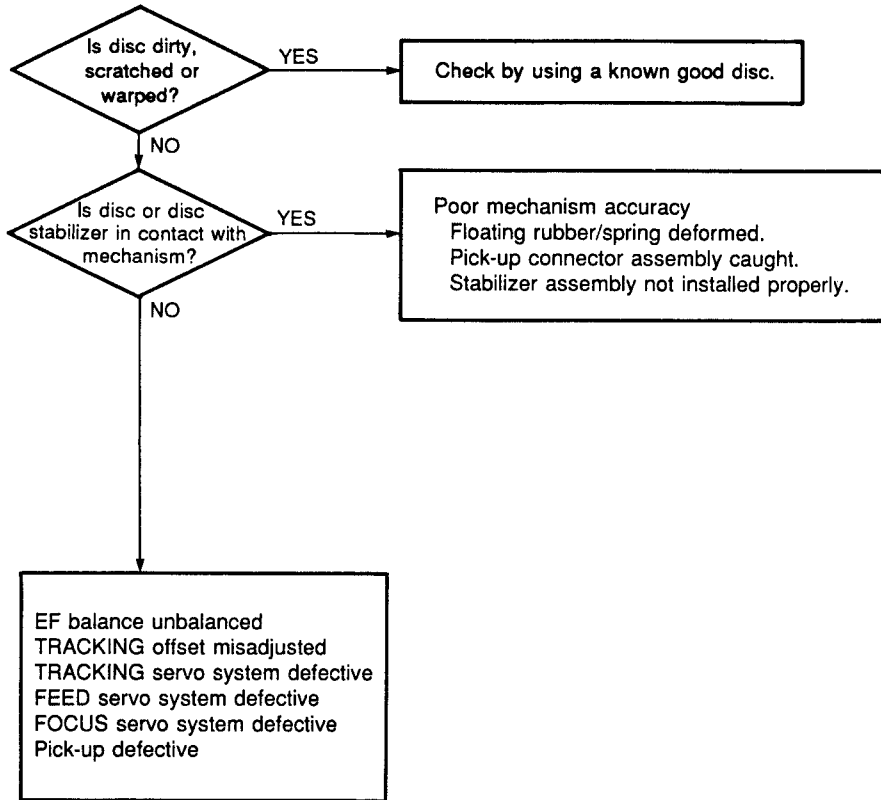 Is disc dirty,
scratched or
warped?
YES
Check by using a known good disc.
NO
Is disc or disc
stabilizer in contact with
mechanism?
YES
Poor mechanism accuracy
Floating rubber/spring deformed.
Pick-up connector assembly caught.
Stabilizer assembly not installed properly.
NO
EF balance unbalanced
TRACKING offset misadjusted
TRACKING servo system defective
FEED servo system defective
FOCUS servo system defective
Pick-up defective